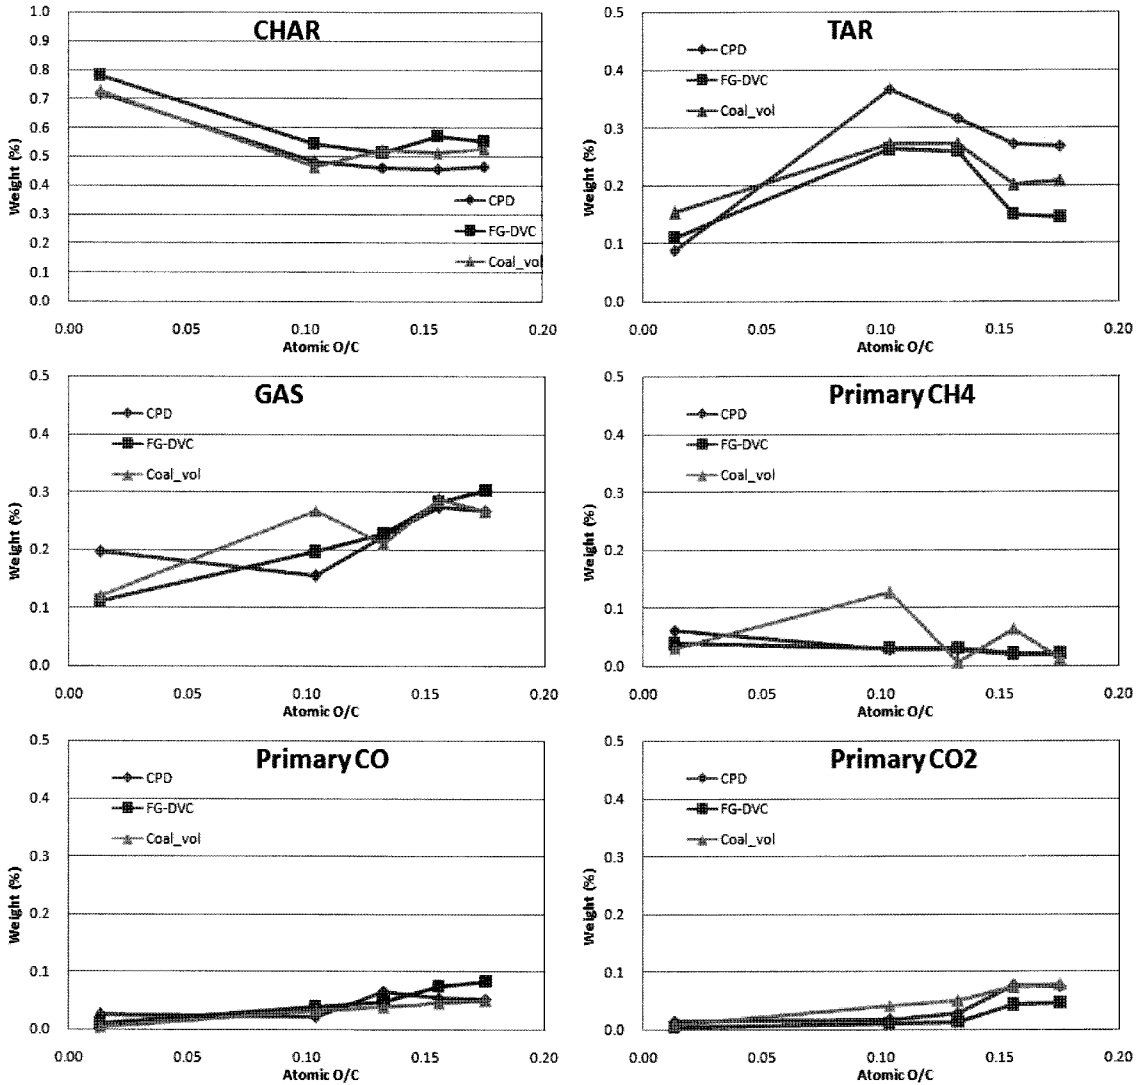 CHAR
1.0
0.9
0.8
0.7
0.6
0.5
0.4
0.3
0.2
0.1
0.0
Weight (%)
CPD
FG-DVC
Coal_vol
0.00 0.05 0.10 0.15 0.20
Atomic O/C
TAR
0.5
0.4
0.3
0.2
0.1
0.0
Weight (%)
CPD
FG-DVC
Coal_vol
0.00 0.05 0.10 0.15 0.20
Atomic O/C
GAS
0.5
0.4
0.3
0.2
0.1
0.0
Weight (%)
CPD
FG-DVC
Coal_vol
0.00 0.05 0.10 0.15 0.20
Atomic O/C
Primary CH4
0.5
0.4
0.3
0.2
0.1
0.0
Weight (%)
CPD
FG-DVC
Coal_vol
0.00 0.05 0.10 0.15 0.20
Atomic O/C
Primary CO
0.5
0.4
0.3
0.2
0.1
0.0
Weight (%)
CPD
FG-DVC
Coal_vol
0.00 0.05 0.10 0.15 0.20
Atomic O/C
Primary CO2
0.5
0.4
0.3
0.2
0.1
0.0
Weight (%)
CPD
FG-DVC
Coal_vol
0.00 0.05 0.10 0.15 0.20
Atomic O/C